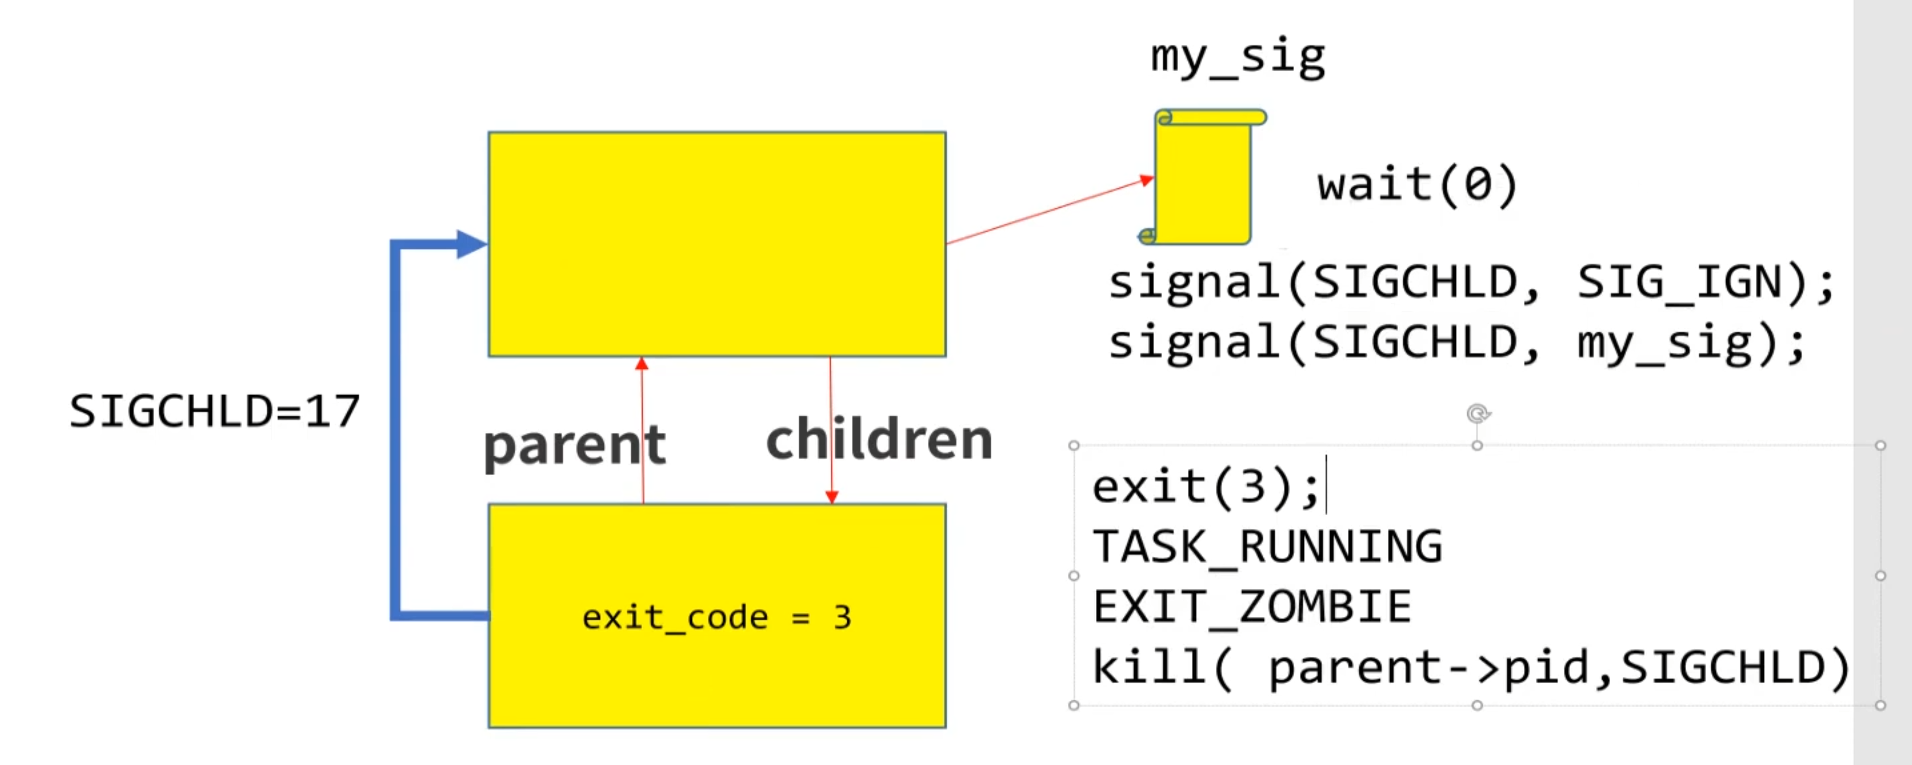 my_sig
wait(0)
signal(SIGCHLD, SIG_IGN);
signal(SIGCHLD, my_sig);
SIGCHLD=17
parent
children
exit(3);
TASK_RUNNING
EXIT_ZOMBIE
kill( parent->pid,SIGCHLD)
exit_code = 3